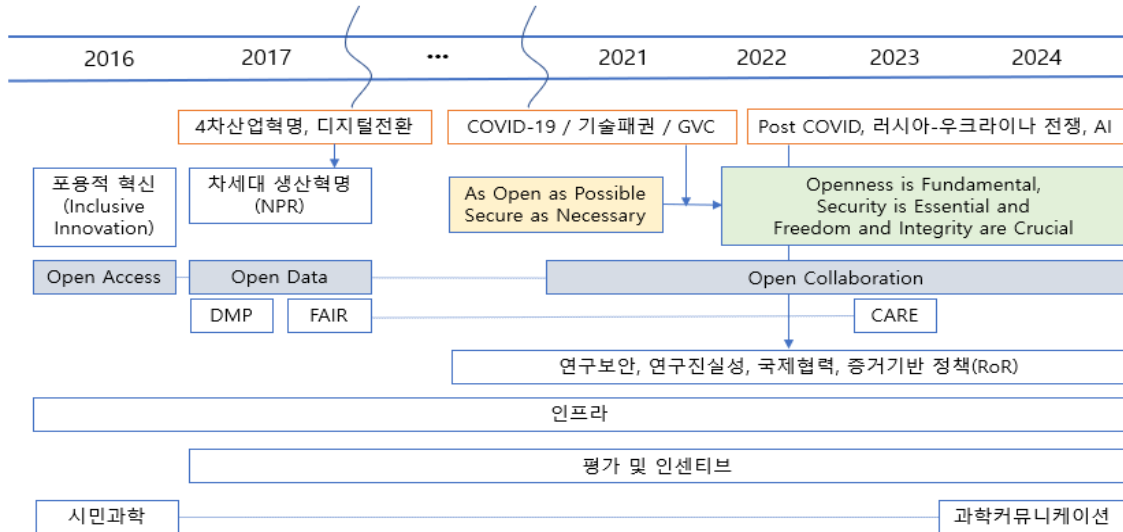 2016 2017 ... 2021 2022 2023 2024
4차산업혁명, 디지털전환
COVID-19 / 기술패권 / GVC
Post COVID, 러시아-우크라이나 전쟁, AI
포용적 혁신
(Inclusive
Innovation)
차세대 생산혁명
(NPR)
As Open as Possible
Secure as Necessary
Openness is Fundamental,
Security is Essential and
Freedom and Integrity are Crucial
Open Access
Open Data
Open Collaboration
DMP
FAIR
CARE
연구보안, 연구진실성, 국제협력, 증거기반 정책(RoR)
인프라
평가 및 인센티브
시민과학
과학커뮤니케이션